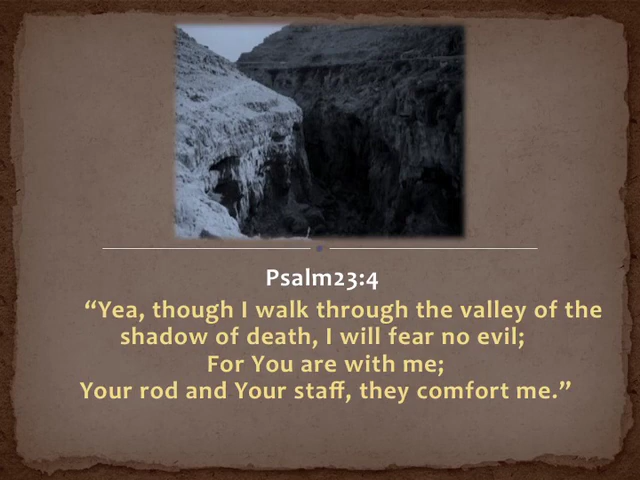 Psalm23:4
“Yea, though I walk through the valley of the
shadow of death, I will fear no evil;
For You are with me;
Your rod and Your staff, they comfort me.”